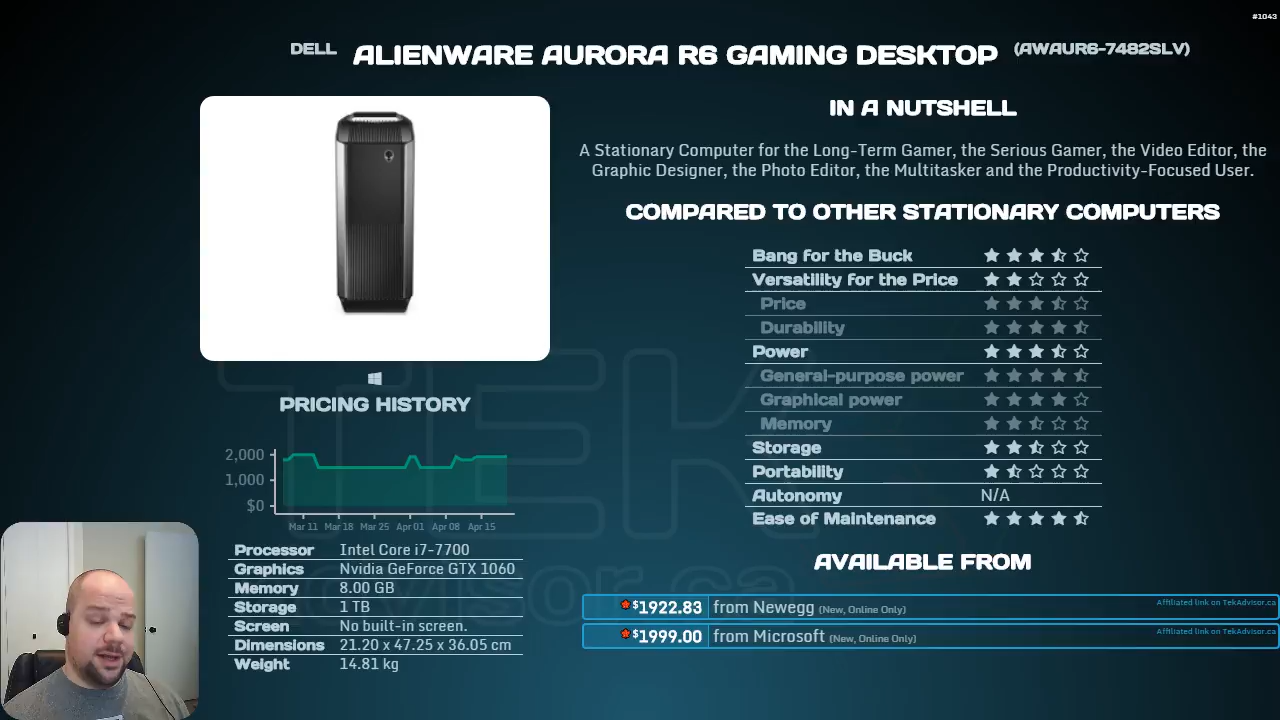 #1043
DELL ALIENWARE AURORA R6 GAMING DESKTOP (AWAUR6-7482SLV)
IN A NUTSHELL
A Stationary Computer for the Long-Term Gamer, the Serious Gamer, the Video Editor, the
Graphic Designer, the Photo Editor, the Multitasker and the Productivity-Focused User.
COMPARED TO OTHER STATIONARY COMPUTERS
Bang for the Buck
Versatility for the Price
Price
Durability
Power
General-purpose power
Graphical power
Memory
Storage
Portability
Autonomy N/A
Ease of Maintenance
PRICING HISTORY
2,000
1,000
$0
Mar 11 Mar 18 Mar 25 Apr 01 Apr 08 Apr 15
Processor Intel Core i7-7700
Graphics Nvidia GeForce GTX 1060
Memory 8.00 GB
Storage 1 TB
Screen No built-in screen.
Dimensions 21.20 x 47.25 x 36.05 cm
Weight 14.81 kg
AVAILABLE FROM
$1922.83 from Newegg (New, Online Only) Affiliated link on TekAdvisor.ca
$1999.00 from Microsoft (New, Online Only) Affiliated link on TekAdvisor.ca
TEK